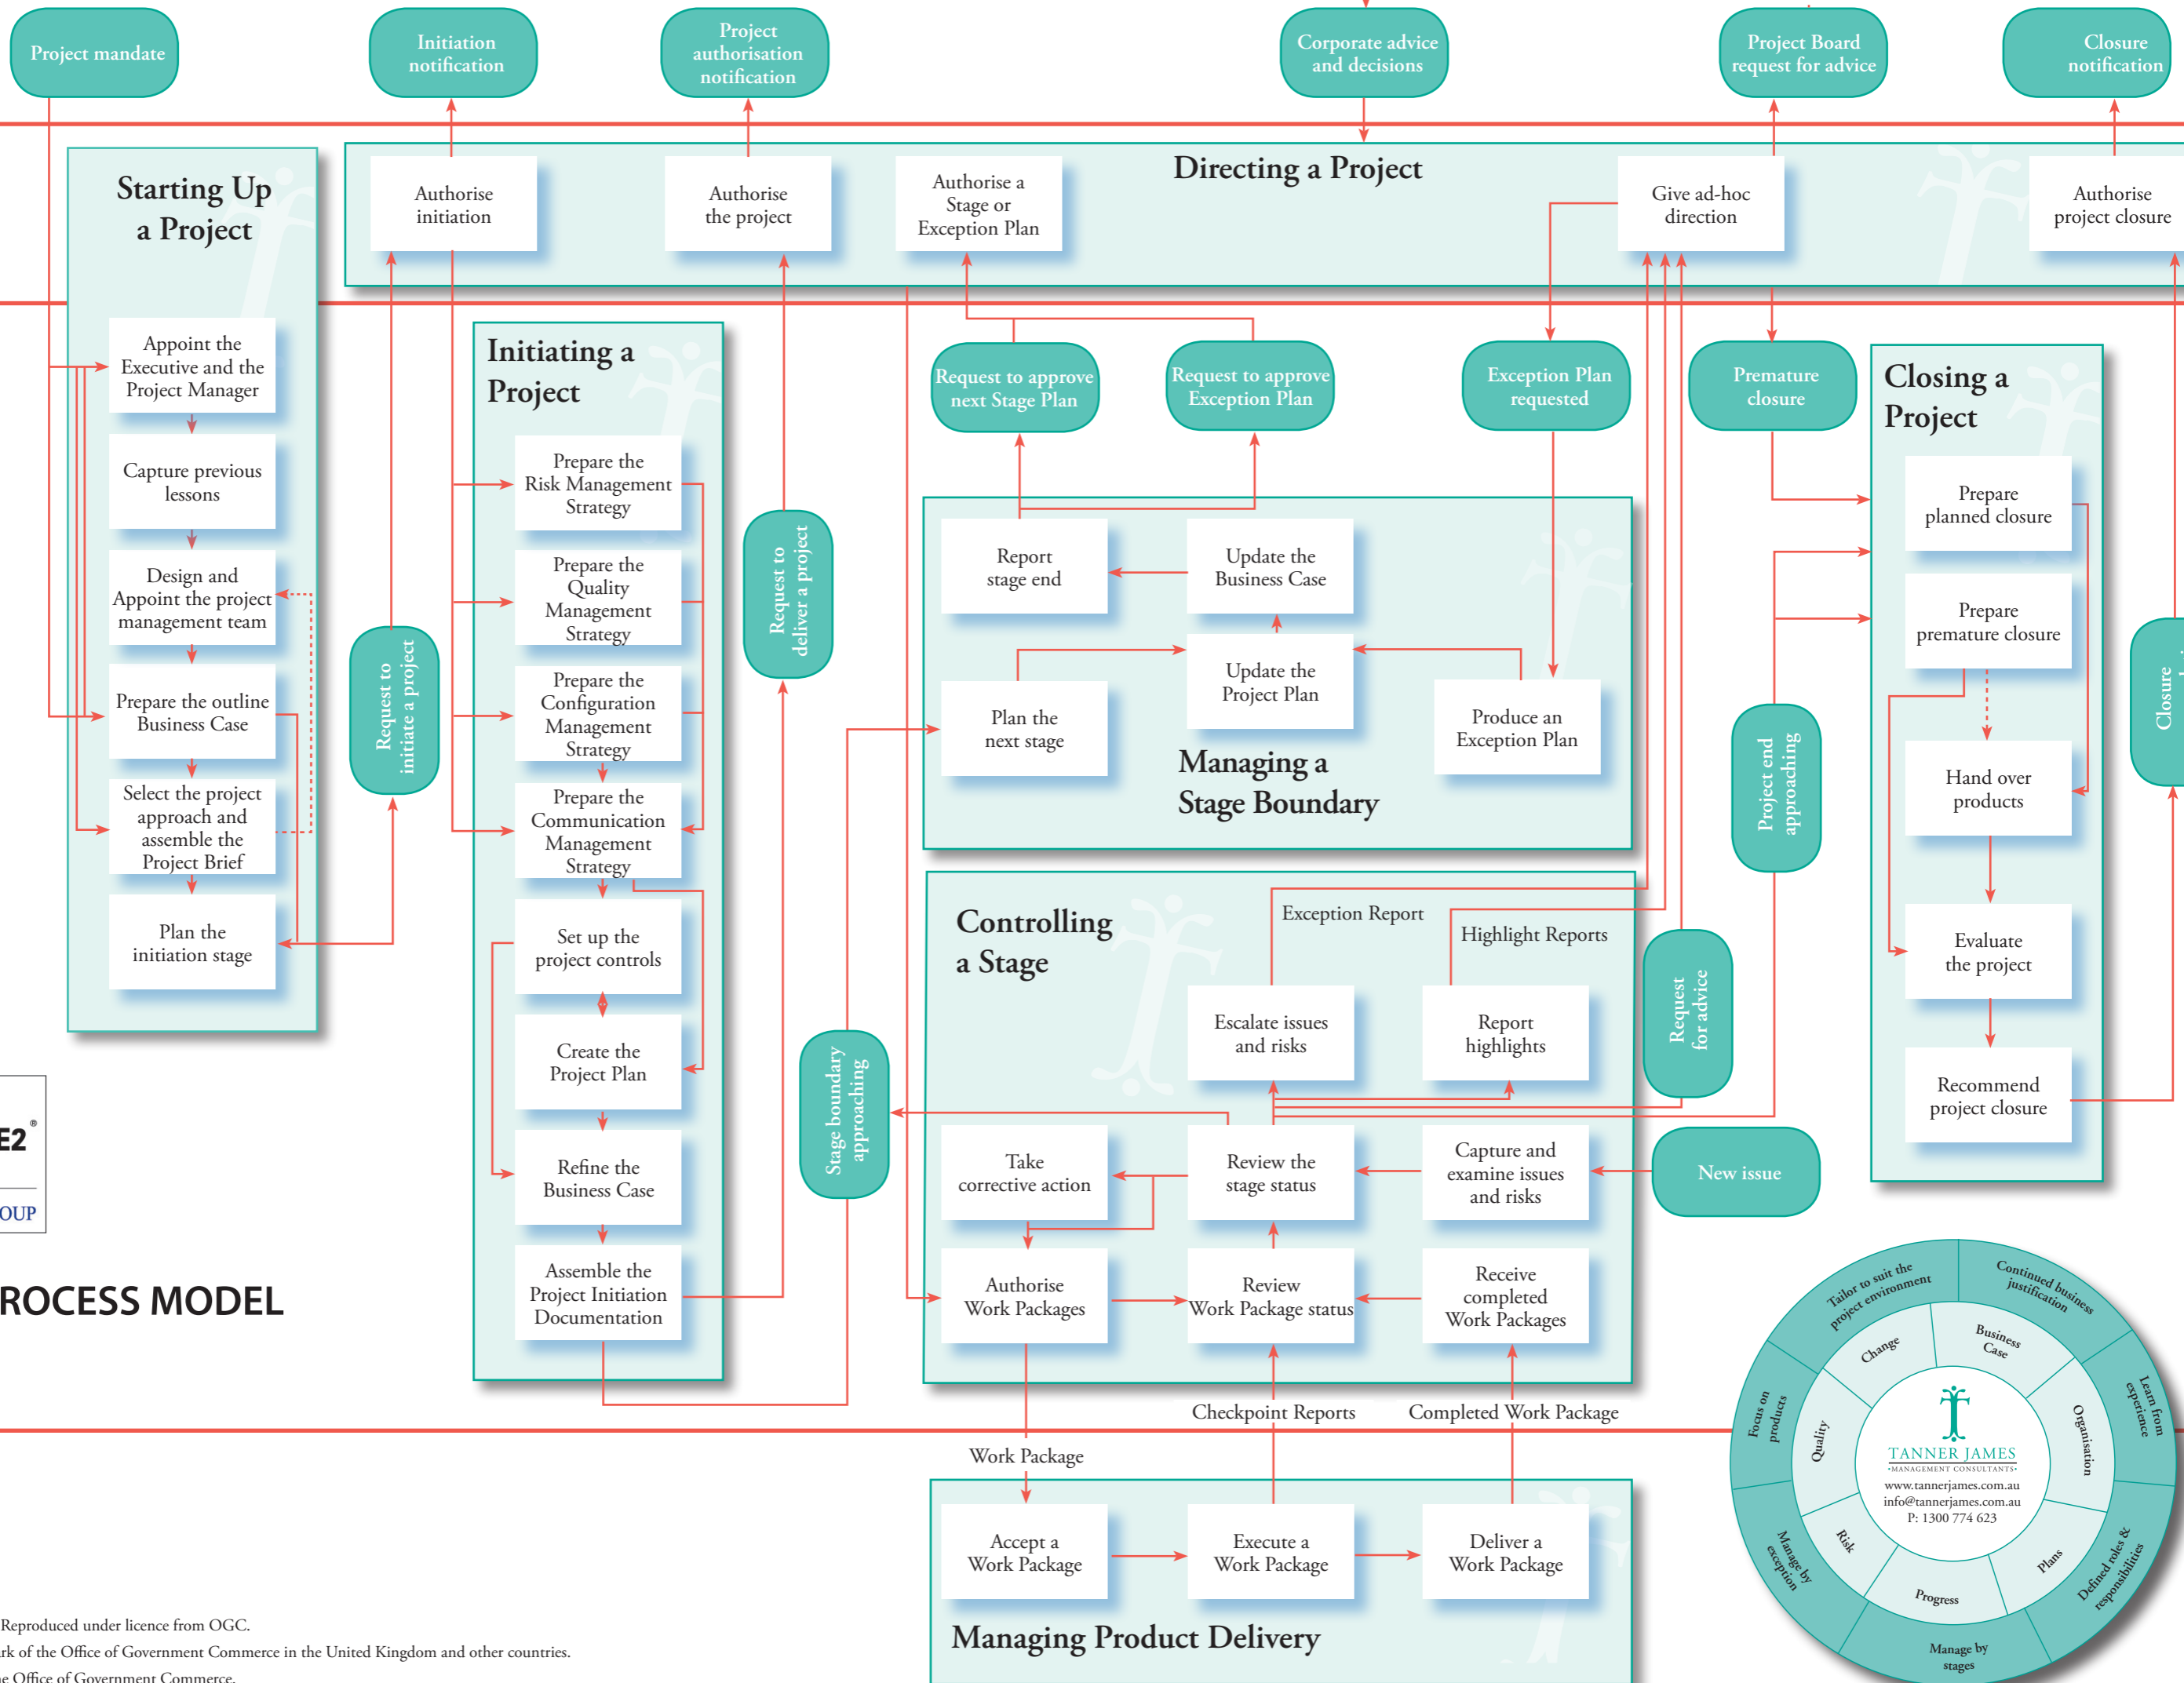 Project mandate
Initiation
notification
Project
authorisation
notification
Corporate advice
and decisions
Project Board
request for advice
Closure
notification
Starting Up
a Project
Directing a Project
Authorise
initiation
Authorise
the project
Authorise a
Stage or
Exception Plan
Give ad-hoc
direction
Authorise
project closure
Appoint the
Executive and the
Project Manager
Capture previous
lessons
Design and
Appoint the project
management team
Prepare the outline
Business Case
Select the project
approach and
assemble the
Project Brief
Plan the
initiation stage
Request to
initiate a project
Initiating a
Project
Prepare the
Risk Management
Strategy
Prepare the
Quality
Management
Strategy
Prepare the
Configuration
Management
Strategy
Prepare the
Communication
Management
Strategy
Set up the
project controls
Create the
Project Plan
Refine the
Business Case
Assemble the
Project Initiation
Documentation
Request to
deliver a project
Stage boundary
approaching
Request to approve
next Stage Plan
Request to approve
Exception Plan
Exception Plan
requested
Premature
closure
Report
stage end
Update the
Business Case
Update the
Project Plan
Plan the
next stage
Produce an
Exception Plan
Managing a
Stage Boundary
Controlling
a Stage
Exception Report
Highlight Reports
Escalate issues
and risks
Report
highlights
Take
corrective action
Review the
stage status
Capture and
examine issues
and risks
Authorise
Work Packages
Review
Work Package status
Receive
completed
Work Packages
Request
for advice
Project end
approaching
New issue
Closing a
Project
Prepare
planned closure
Prepare
premature closure
Hand over
products
Evaluate
the project
Recommend
project closure
Closure
Checkpoint Reports
Completed Work Package
Work Package
Accept a
Work Package
Execute a
Work Package
Deliver a
Work Package
Managing Product Delivery
E2®
OUP
ROCESS MODEL
Reproduced under licence from OGC.
rk of the Office of Government Commerce in the United Kingdom and other countries.
he Office of Government Commerce.
Tailor to suit the
project environment
Continued business
justification
Learn from
experience
Defined roles &
responsibilities
Manage by
stages
Manage by
exception
Focus on
products
Change
Business
Case
Organisation
Plans
Progress
Risk
Quality
TANNER JAMES
•MANAGEMENT CONSULTANTS•
www.tannerjames.com.au
info@tannerjames.com.au
P: 1300 774 623